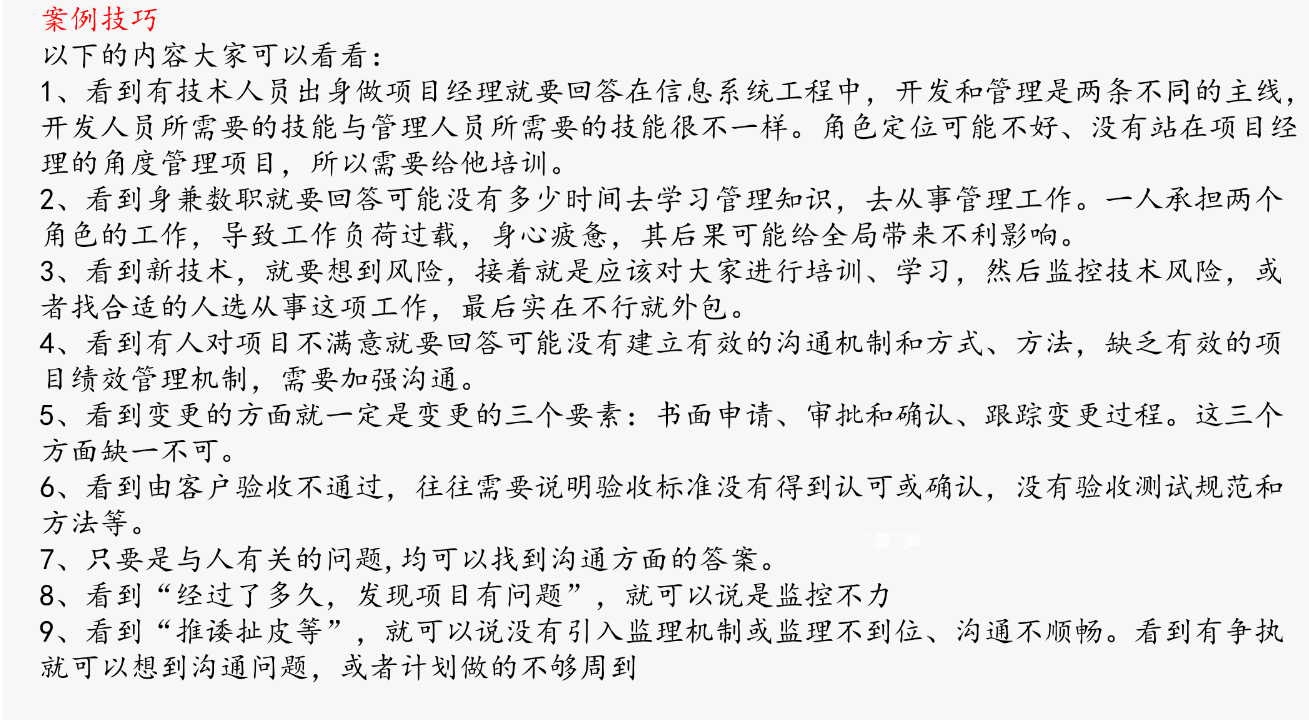 案例技巧
以下的内容大家可以看看：
1、看到有技术人员出身做项目经理就要回答在信息系统工程中，开发和管理是两条不同的主线，
开发人员所需要的技能与管理人员所需要的技能很不一样。角色定位可能不好、没有站在项目经
理的角度管理项目，所以需要给他培训。
2、看到身兼数职就要回答可能没有多少时间去学习管理知识，去从事管理工作。一人承担两个
角色的工作，导致工作负荷过载，身心疲惫，其后果可能给全局带来不利影响。
3、看到新技术，就要想到风险，接着就是应该对大家进行培训、学习，然后监控技术风险，或
者找合适的人选从事这项工作，最后实在不行就外包。
4、看到有人对项目不满意就要回答可能没有建立有效的沟通机制和方式、方法，缺乏有效的项
目绩效管理机制，需要加强沟通。
5、看到变更的方面就一定是变更的三个要素：书面申请、审批和确认、跟踪变更过程。这三个
方面缺一不可。
6、看到由客户验收不通过，往往需要说明验收标准没有得到认可或确认，没有验收测试规范和
方法等。
7、只要是与人有关的问题,均可以找到沟通方面的答案。
8、看到“经过了多久，发现项目有问题”，就可以说是监控不力
9、看到“推诿扯皮等”，就可以说没有引入监理机制或监理不到位、沟通不顺畅。看到有争执
就可以想到沟通问题，或者计划做的不够周到